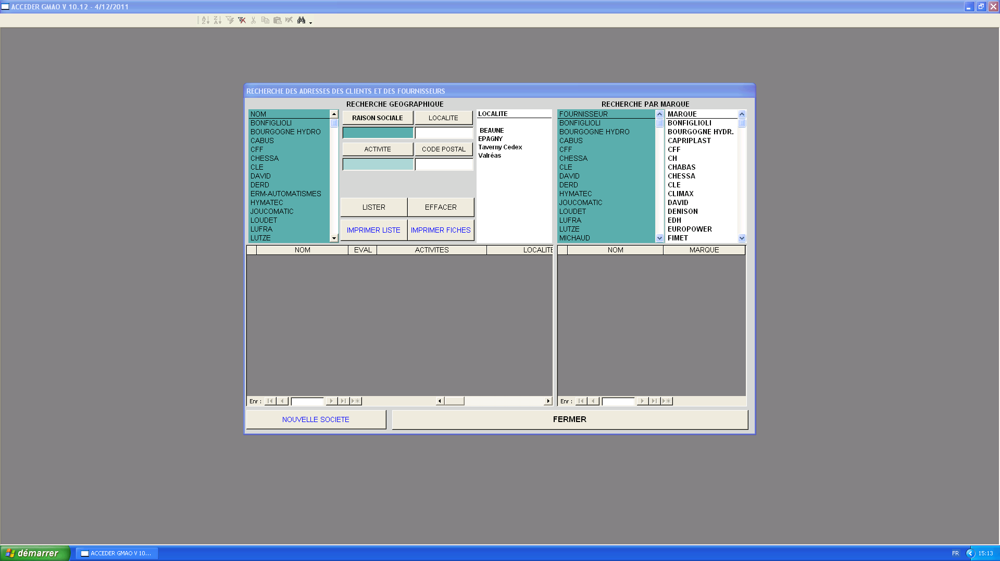 ACCEDER GMAO V 10.12 - 4/12/2011
RECHERCHE DES ADRESSES DES CLIENTS ET DES FOURNISSEURS
RECHERCHE GEOGRAPHIQUE
NOM
BONFIGLIOLI
BOURGOGNE HYDRO
CABUS
CFF
CHESSA
CLE
DAVID
DERD
ERM-AUTOMATISMES
HYMATEC
JOUCOMATIC
LOUDET
LUFRA
LUTZE
RAISON SOCIALE
LOCALITE
ACTIVITE
CODE POSTAL
LISTER
EFFACER
IMPRIMER LISTE
IMPRIMER FICHES
LOCALITE
BEAUNE
EPAGNY
Taverny Cedex
Valréas
RECHERCHE PAR MARQUE
FOURNISSEUR
BONFIGLIOLI
BOURGOGNE HYDRO
CABUS
CFF
CHESSA
CLE
DAVID
DERD
HYMATEC
JOUCOMATIC
LOUDET
LUFRA
LUTZE
MICHAUD
MARQUE
BONFIGLIOLI
BOURGOGNE HYDR.
CAPRIPLAST
CFF
CH
CHABAS
CHESSA
CLE
CLIMAX
DAVID
DENISON
EDH
EUROPOWER
FIMET
NOM EVAL ACTIVITES LOCALITE
NOM MARQUE
Enr :
Enr :
NOUVELLE SOCIETE
FERMER
démarrer
ACCEDER GMAO V 10...
FR
15:13